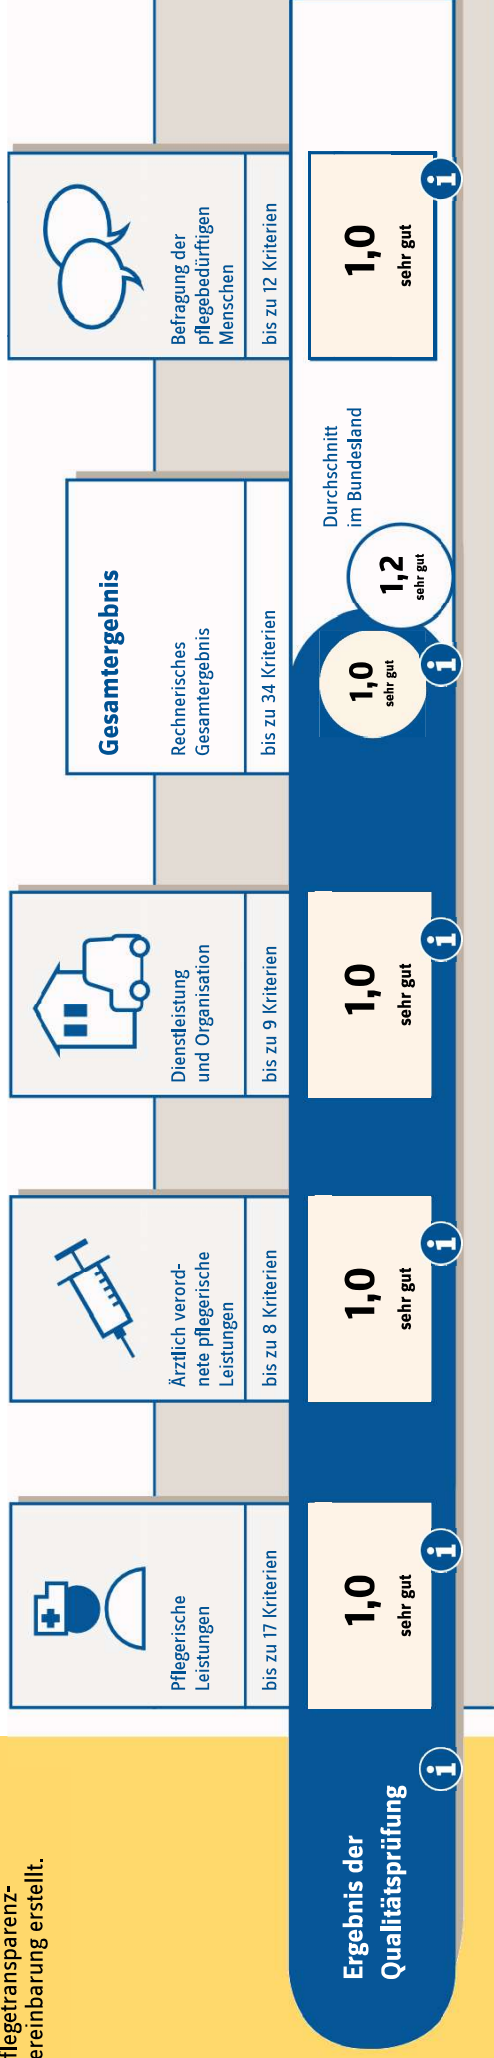 Pflegerische
Leistungen
bis zu 17 Kriterien
1,0
sehr gut
Ärztlich verord-
nete pflegerische
Leistungen
bis zu 8 Kriterien
1,0
sehr gut
Dienstleistung
und Organisation
bis zu 9 Kriterien
1,0
sehr gut
Gesamtergebnis
Rechnerisches
Gesamtergebnis
bis zu 34 Kriterien
1,0
sehr gut
1,2
sehr gut
Durchschnitt
im Bundesland
Befragung der
pflegebedürftigen
Menschen
bis zu 12 Kriterien
1,0
sehr gut
Ergebnis der
Qualitätsprüfung
flegetransparenz-
ereinbarung erstellt.